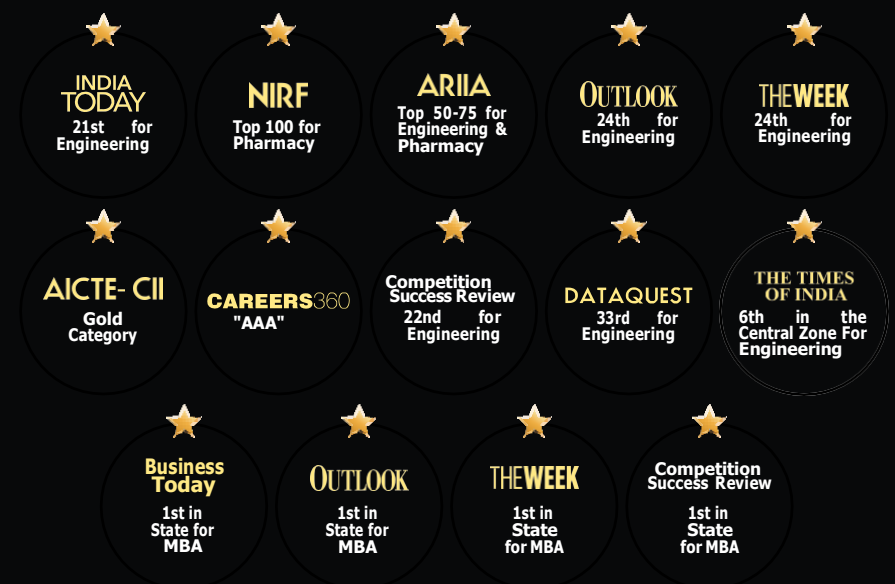 INDIA
TODAY
21st for
Engineering
NIRF
Top 100 for
Pharmacy
ARIIA
Top 50-75 for
Engineering &
Pharmacy
OUTLOOK
24th for
Engineering
THEWEEK
24th for
Engineering
AICTE- CII
Gold
Category
CAREERS360
"AAA"
Competition
Success Review
22nd for
Engineering
DATAQUEST
33rd for
Engineering
THE TIMES
OF INDIA
6th in the
Central Zone For
Engineering
Business
Today
1st in
State for
MBA
OUTLOOK
1st in
State for
MBA
THEWEEK
1st in
State
for MBA
Competition
Success Review
1st in
State
for MBA